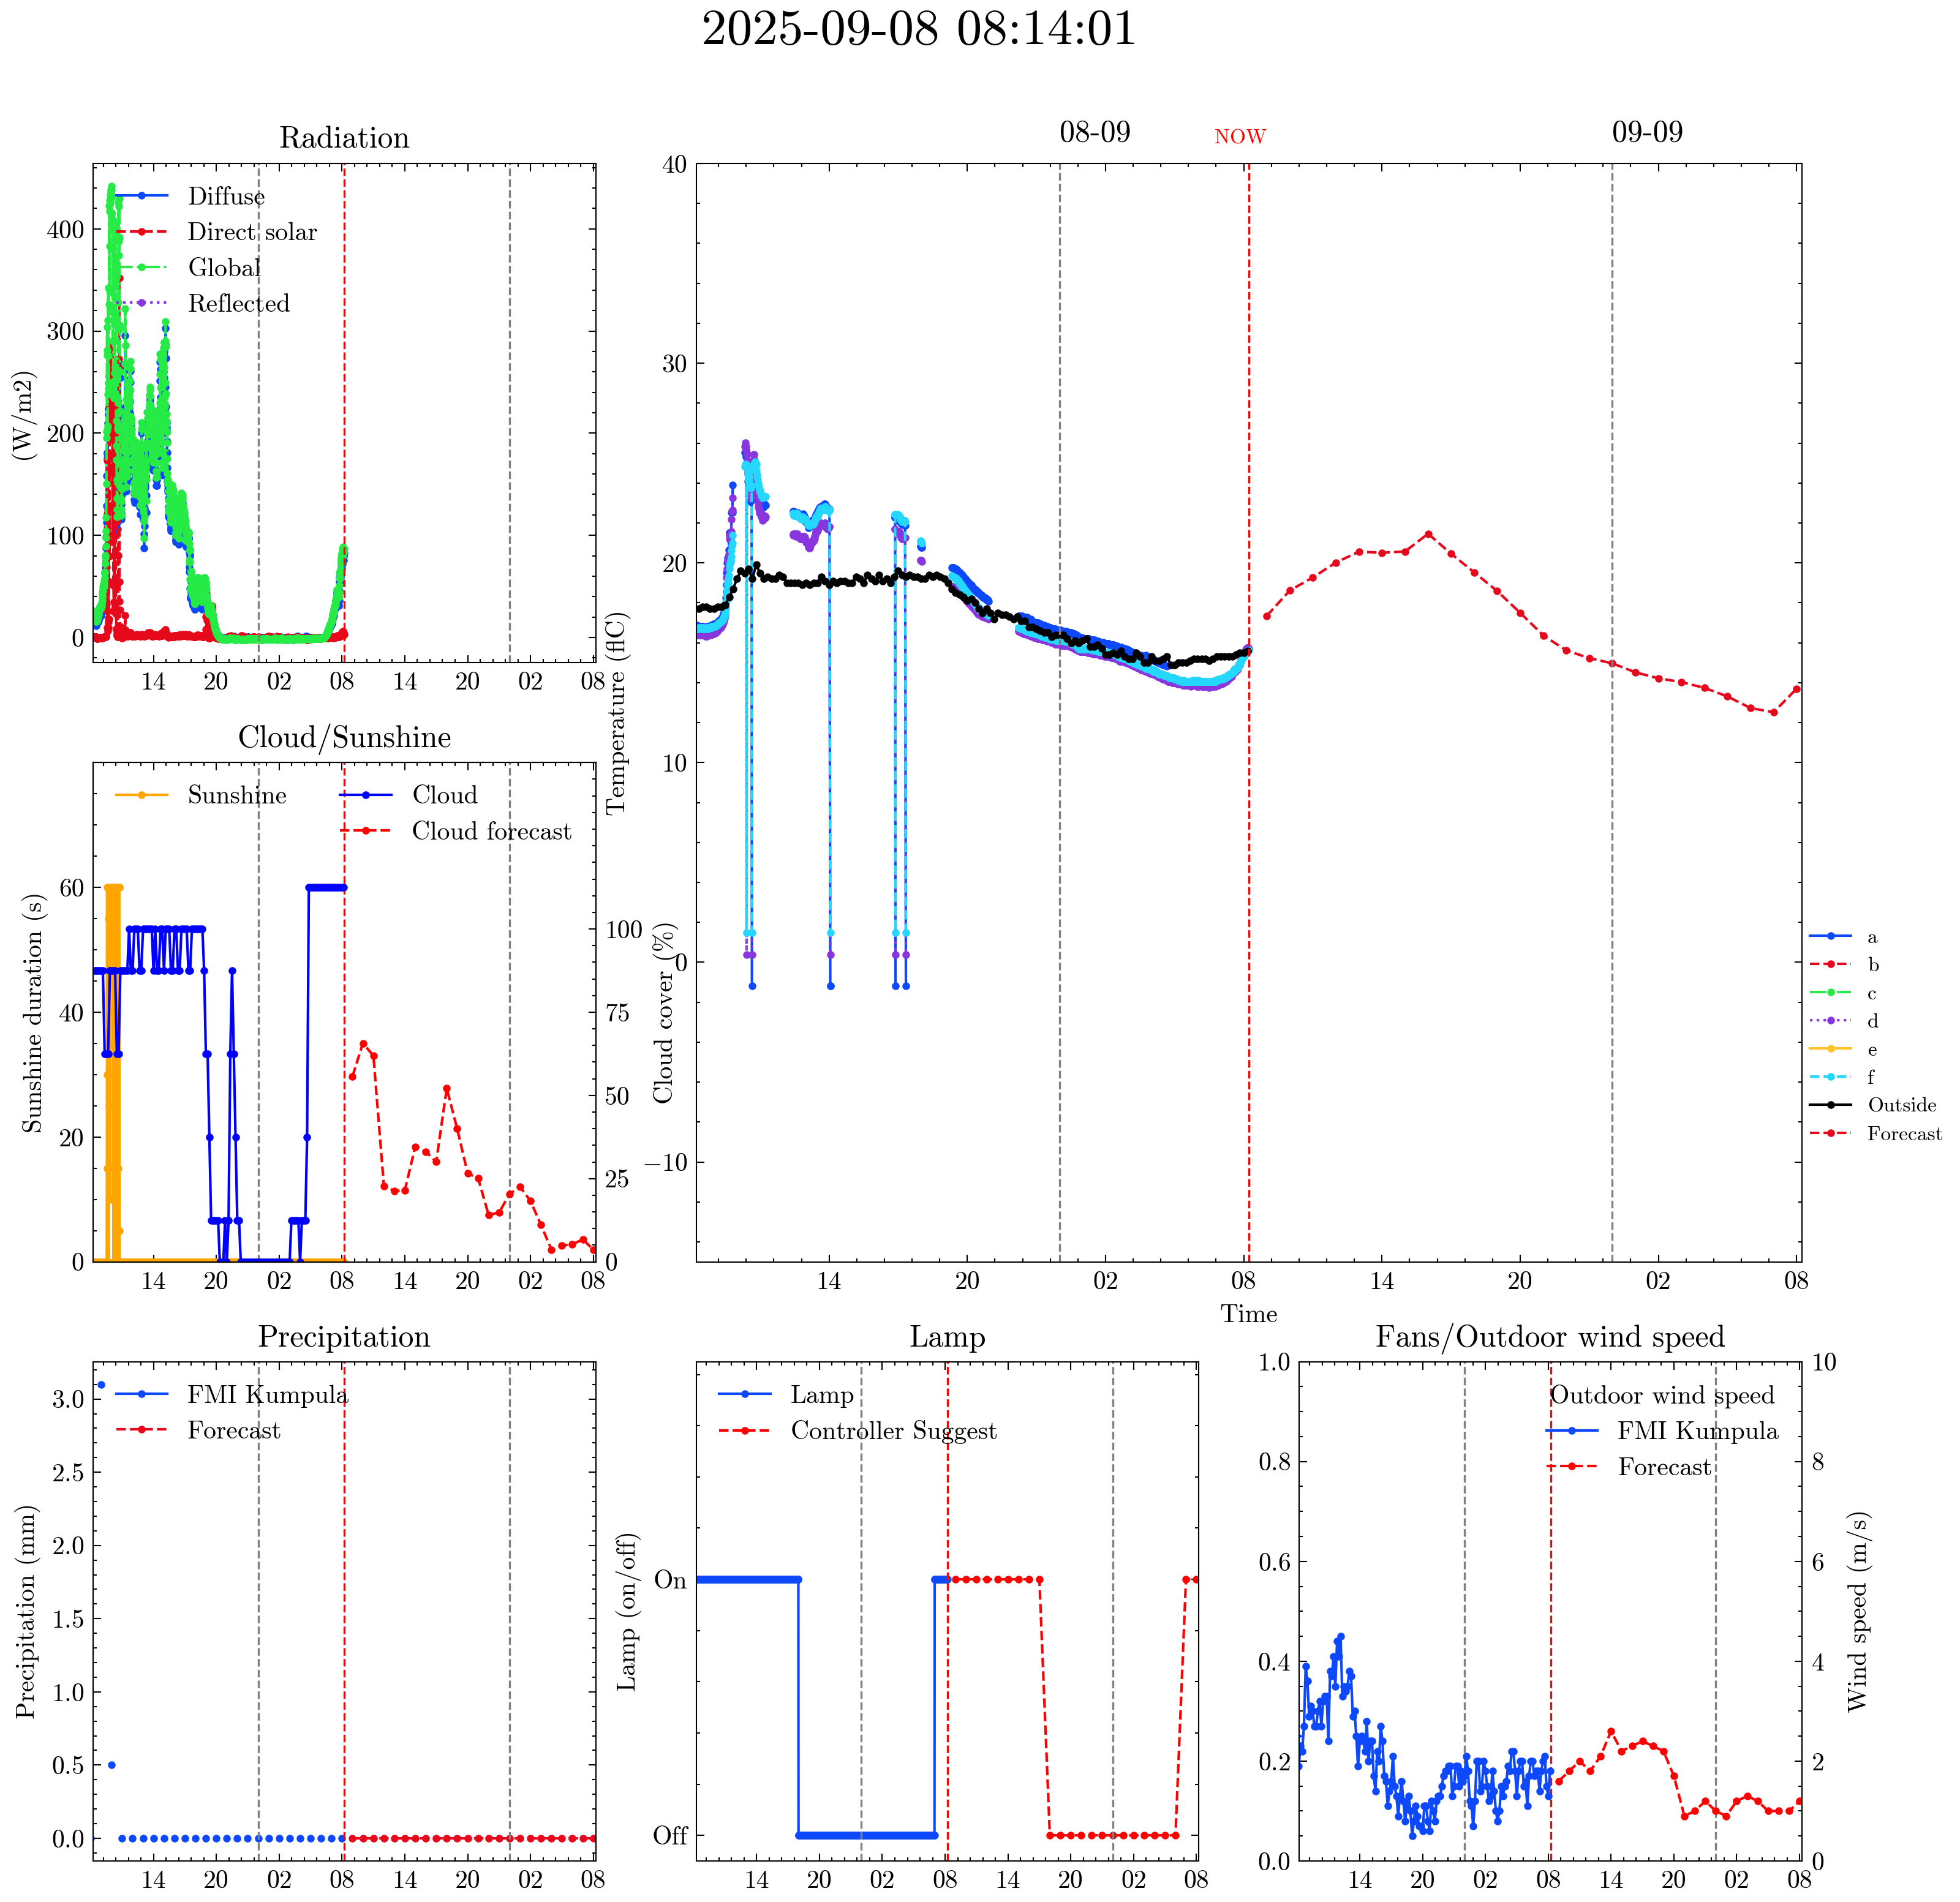 2025-09-08 08:14:01
Radiation
(W/m2)
400
300
200
100
0
14 20 02 08 14 20 02 08
Diffuse
Direct solar
Global
Reflected
08-09
NOW
09-09
Temperature (flC)
40
30
20
10
0
−10
14 20 02 08 14 20 02 08
Time
a
b
c
d
e
f
Outside
Forecast
Cloud/Sunshine
Sunshine duration (s)
60
40
20
0
Sunshine
Cloud
Cloud forecast
100
75
50
25
0
Cloud cover (%)
14 20 02 08 14 20 02 08
Precipitation
Precipitation (mm)
3.0
2.5
2.0
1.5
1.0
0.5
0.0
FMI Kumpula
Forecast
14 20 02 08 14 20 02 08
Lamp
Lamp (on/off)
On
Off
Lamp
Controller Suggest
14 20 02 08 14 20 02 08
Fans/Outdoor wind speed
1.0
0.8
0.6
0.4
0.2
0.0
Outdoor wind speed
FMI Kumpula
Forecast
10
8
6
4
2
0
Wind speed (m/s)
14 20 02 08 14 20 02 08